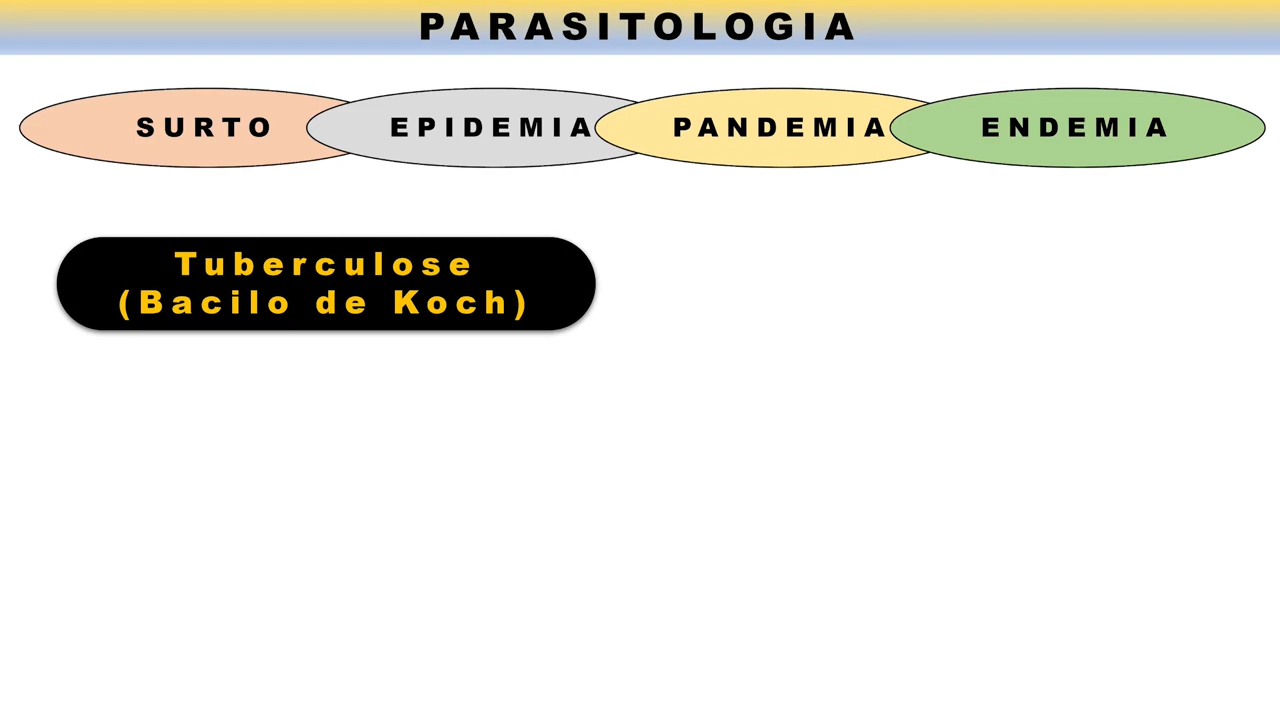 PARASITOLOGIA
SURTO EPIDEMIA PANDEMIA ENDEMIA
Tuberculose
(Bacilo de Koch)